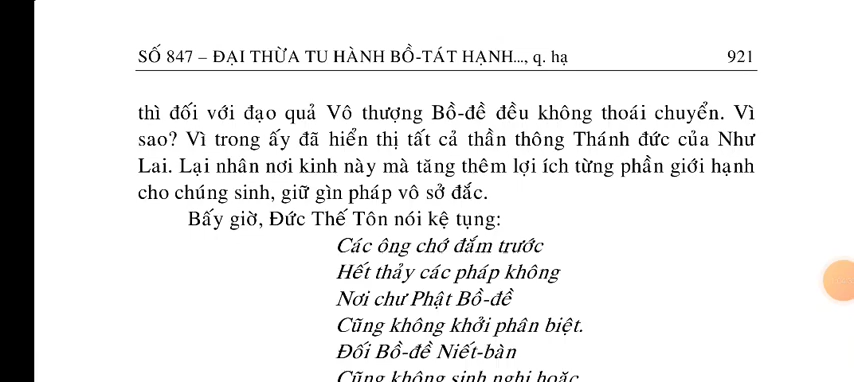 SỐ 847 – ĐẠI THỪA TU HÀNH BỒ-TÁT HẠNH..., q. hạ 921
thì đối với đạo quả Vô thượng Bồ-đề đều không thoái chuyển. Vì
sao? Vì trong ấy đã hiển thị tất cả thần thông Thánh đức của Như
Lai. Lại nhân nơi kinh này mà tăng thêm lợi ích từng phần giới hạnh
cho chúng sinh, giữ gìn pháp vô sở đắc.
Bấy giờ, Đức Thế Tôn nói kệ tụng:
Các ông chớ đắm trước
Hết thảy các pháp không
Nơi chư Phật Bồ-đề
Cũng không khởi phân biệt.
Đối Bồ-đề Niết-bàn
Cũng không sinh nghi hoặc